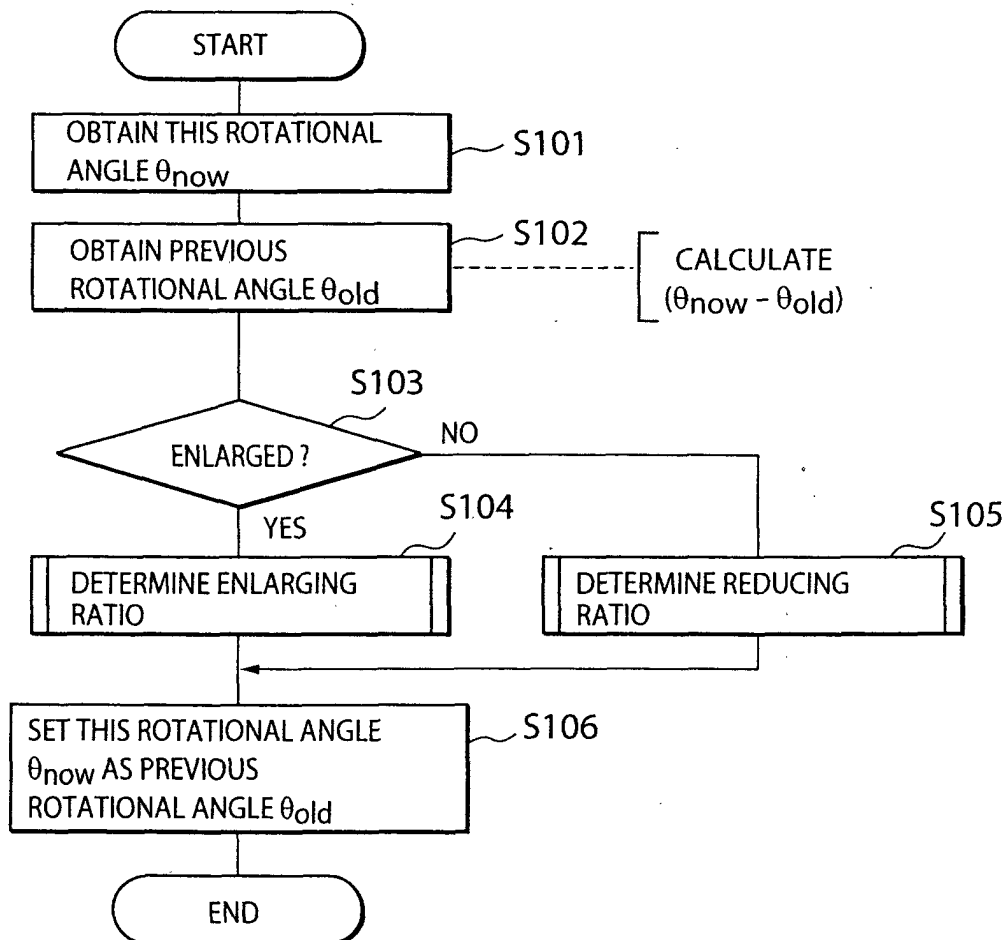 START
OBTAIN THIS ROTATIONAL
ANGLE θnow
S101
OBTAIN PREVIOUS
ROTATIONAL ANGLE θold
S102
CALCULATE
(θnow - θold)
S103
ENLARGED ?
NO
YES
S104
DETERMINE ENLARGING
RATIO
S105
DETERMINE REDUCING
RATIO
SET THIS ROTATIONAL ANGLE
θnow AS PREVIOUS
ROTATIONAL ANGLE θold
S106
END